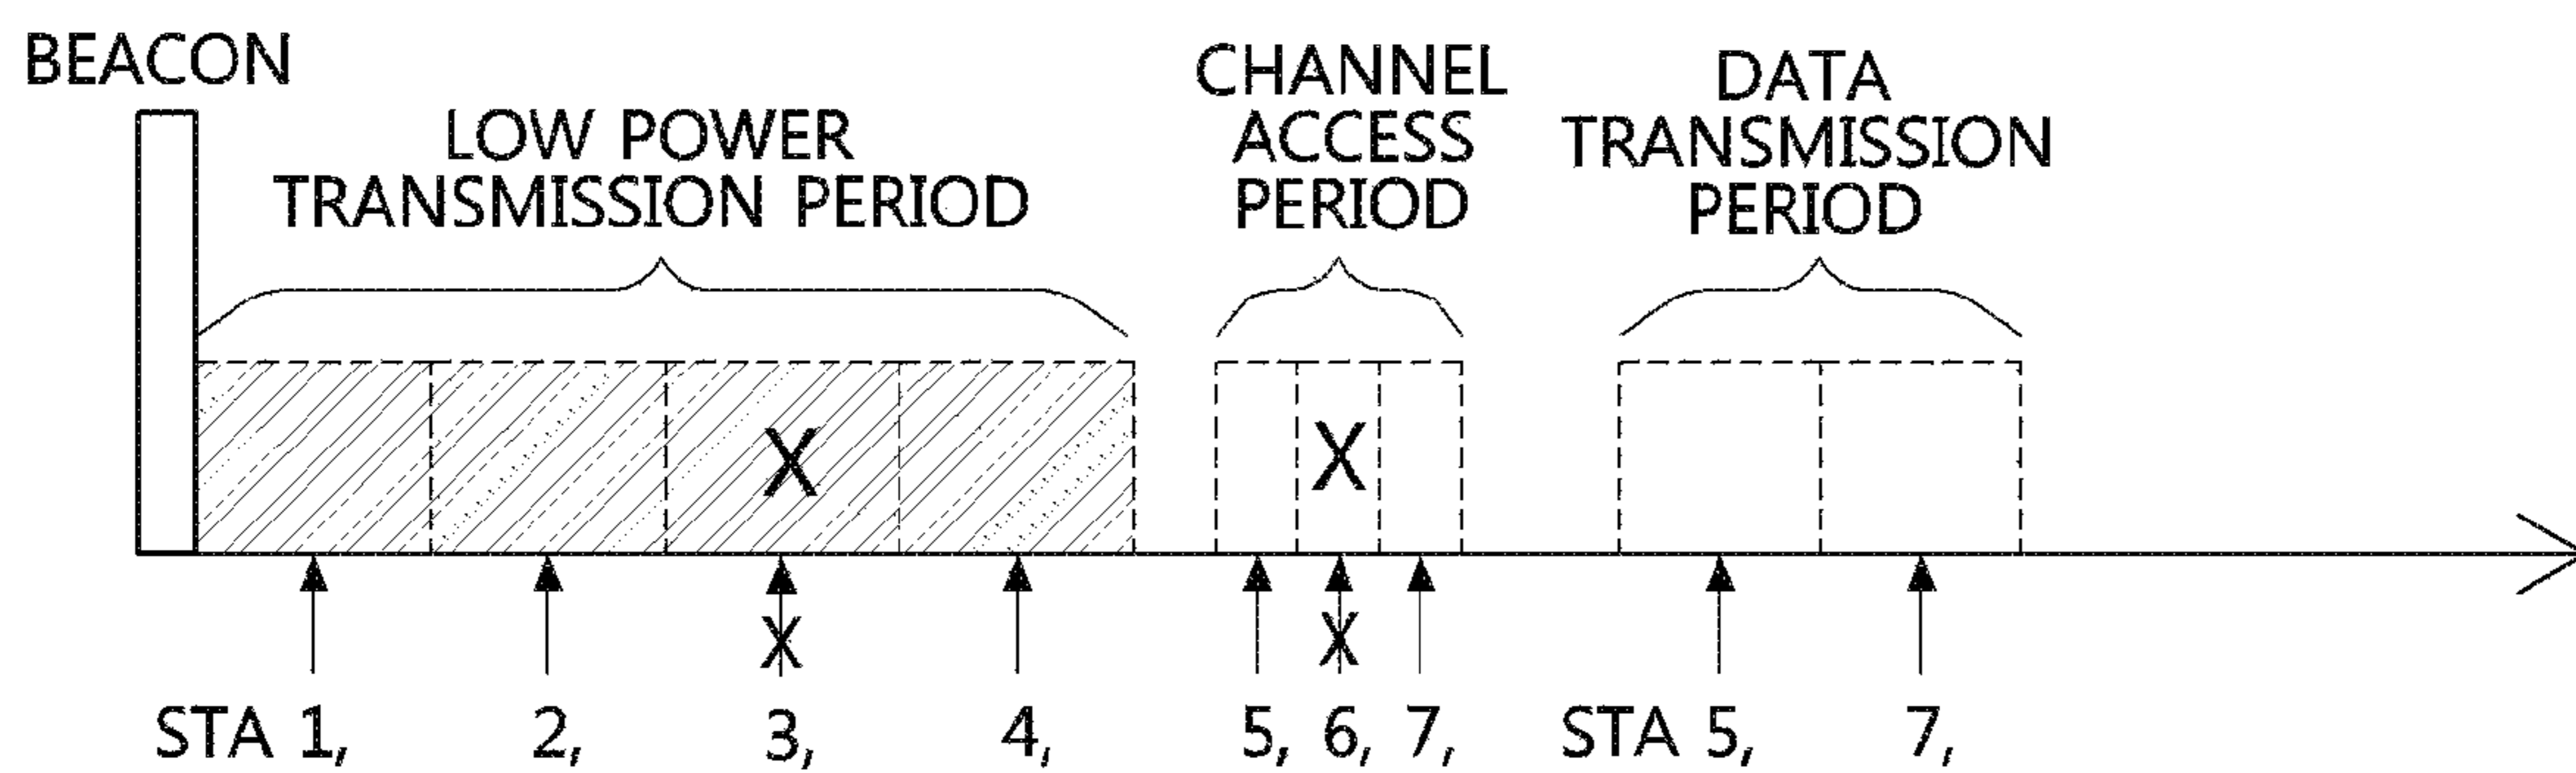 BEACON
LOW POWER
TRANSMISSION PERIOD
CHANNEL
ACCESS
PERIOD
DATA
TRANSMISSION
PERIOD
X
X
X
X
STA 1, 2, 3, 4, 5, 6, 7, STA 5, 7,